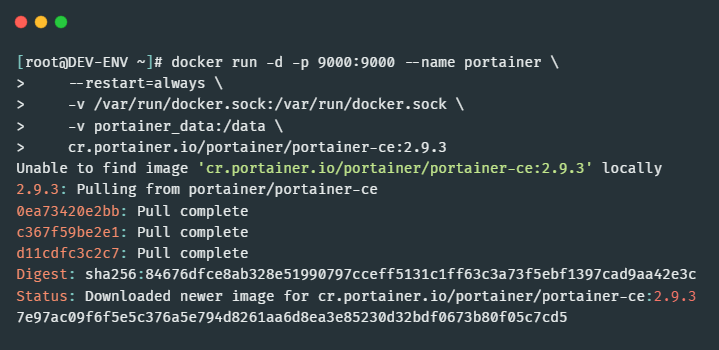 [root@DEV-ENV ~]# docker run -d -p 9000:9000 --name portainer \
>     --restart=always \
>     -v /var/run/docker.sock:/var/run/docker.sock \
>     -v portainer_data:/data \
>     cr.portainer.io/portainer/portainer-ce:2.9.3
Unable to find image 'cr.portainer.io/portainer/portainer-ce:2.9.3' locally
2.9.3: Pulling from portainer/portainer-ce
0ea73420e2bb: Pull complete
c367f59be2e1: Pull complete
d11cdfc3c2c7: Pull complete
Digest: sha256:84676dfce8ab328e51990797cceff5131c1ff63c3a73f5ebf1397cad9aa42e3c
Status: Downloaded newer image for cr.portainer.io/portainer/portainer-ce:2.9.3
7e97ac09f6f5e5c376a5e794d8261aa6d8ea3e85230d32bdf0673b80f05c7cd5